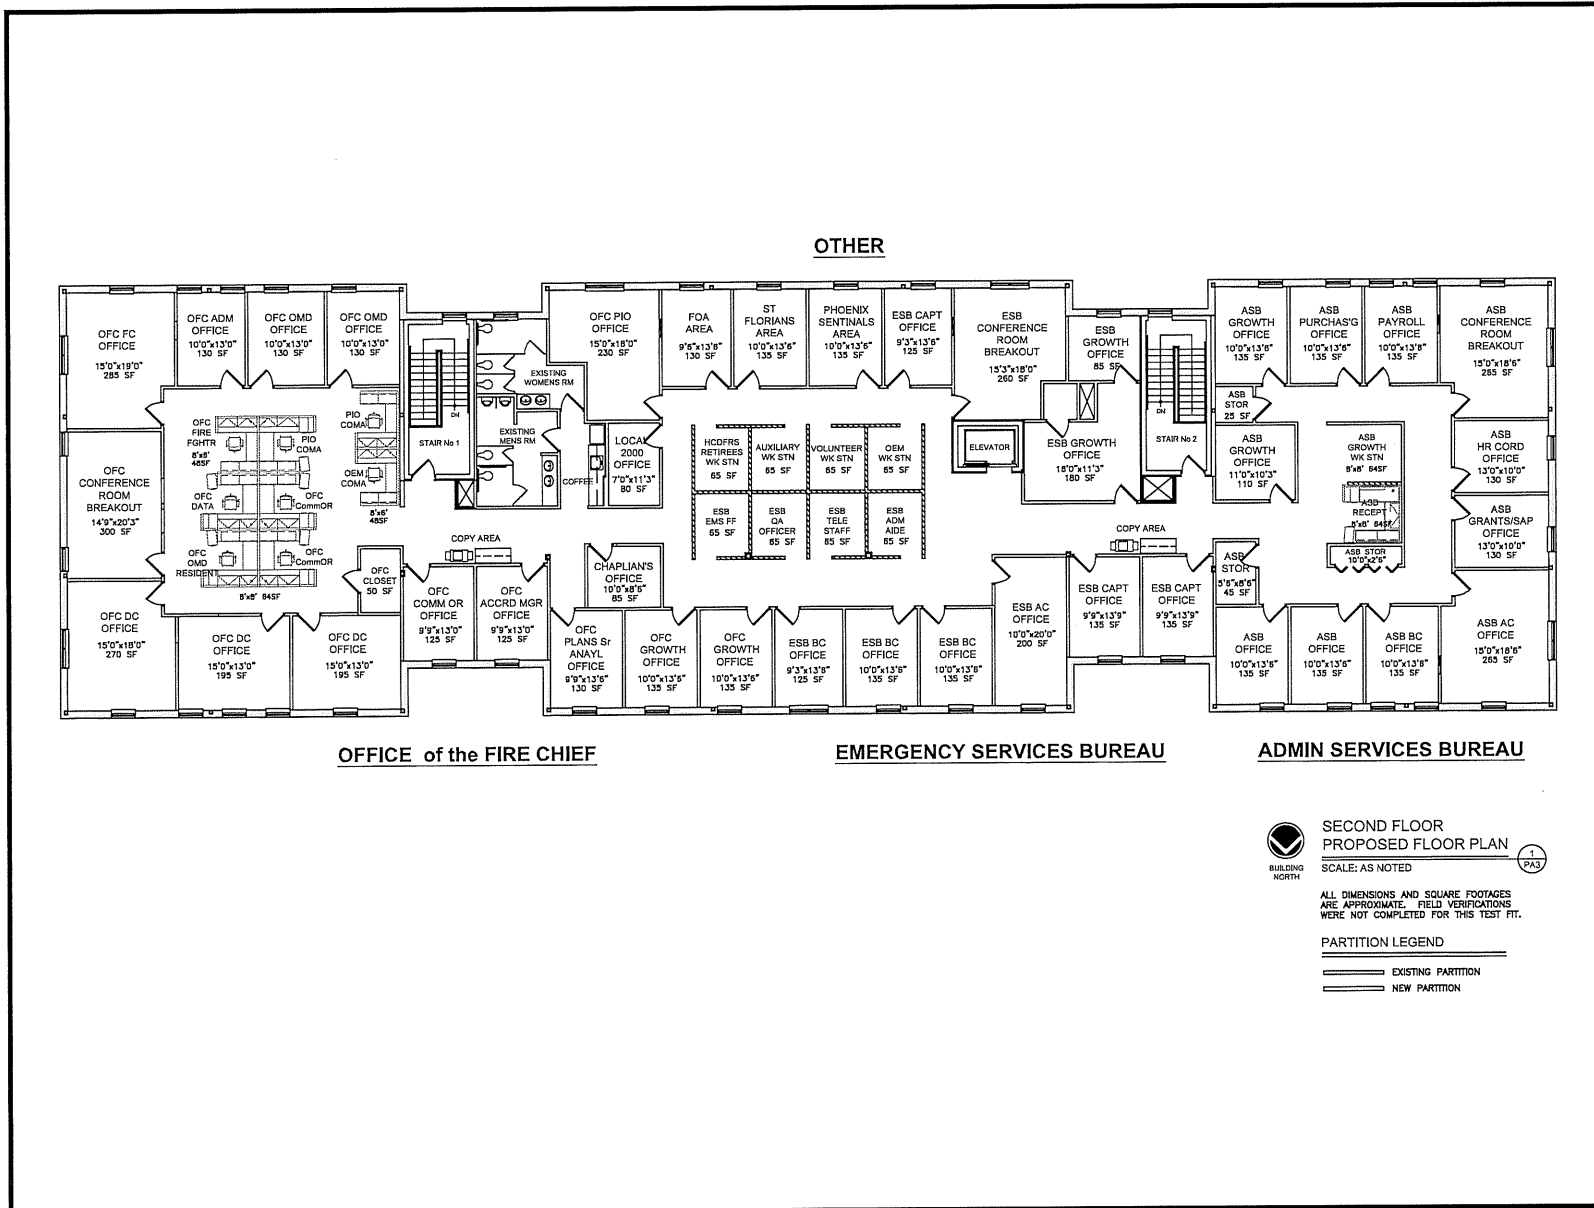 OTHER
OFC FC
OFFICE
15'0"x19'0"
285 SF
OFC ADM
OFFICE
10'0"x13'0"
130 SF
OFC OMD
OFFICE
10'0"x13'0"
130 SF
OFC OMD
OFFICE
10'0"x13'0"
130 SF
OFC PIO
OFFICE
15'0"x18'0"
230 SF
FOA
AREA
9'6"x13'6"
130 SF
ST
FLORIANS
AREA
10'0"x13'6"
135 SF
PHOENIX
SENTINALS
AREA
10'0"x13'6"
135 SF
ESB CAPT
OFFICE
9'3"x13'6"
125 SF
ESB
CONFERENCE
ROOM
BREAKOUT
15'3"x18'0"
260 SF
ESB
GROWTH
OFFICE
85 SF
ASB
GROWTH
OFFICE
10'0"x13'6"
135 SF
ASB
PURCHAS'G
OFFICE
10'0"x13'6"
135 SF
ASB
PAYROLL
OFFICE
10'0"x13'6"
135 SF
ASB
CONFERENCE
ROOM
BREAKOUT
15'0"x18'6"
265 SF
EXISTING
WOMENS RM
DN
STAIR No 1
EXISTING
MENS RM
COFFEE
LOCAL
2000
OFFICE
7'0"x11'3"
80 SF
OFC
FIRE
FGHTR
8'x6'
48SF
PIO
COMA
PIO
COMA
OEM
COMA
8'x6'
48SF
OFC
DATA
OFC
CommOR
OFC
OMD
RESIDENT
OFC
CommOR
8'x8' 64SF
OFC
CONFERENCE
ROOM
BREAKOUT
14'9"x20'3"
300 SF
HCDFRS
RETIREES
WK STN
65 SF
AUXILIARY
WK STN
65 SF
VOLUNTEER
WK STN
65 SF
OEM
WK STN
65 SF
ESB
EMS FF
65 SF
ESB
QA
OFFICER
65 SF
ESB
TELE
STAFF
65 SF
ESB
ADM
AIDE
65 SF
ELEVATOR
ESB GROWTH
OFFICE
16'0"x11'3"
180 SF
DN
STAIR No 2
ASB
STOR
25 SF
ASB
GROWTH
OFFICE
11'0"x10'3"
110 SF
ASB
GROWTH
WK STN
8'x8' 64SF
ASB
RECEPT
8'x8' 64SF
ASB STOR
10'0"x2'6"
ASB
HR CORD
OFFICE
13'0"x10'0"
130 SF
ASB
GRANTS/SAP
OFFICE
13'0"x10'0"
130 SF
COPY AREA
COPY AREA
OFC
CLOSET
50 SF
OFC
COMM OR
OFFICE
9'9"x13'0"
125 SF
OFC
ACCRD MGR
OFFICE
9'9"x13'0"
125 SF
CHAPLIAN'S
OFFICE
10'0"x8'6"
85 SF
ESB AC
OFFICE
10'0"x20'0"
200 SF
ESB CAPT
OFFICE
9'9"x13'9"
135 SF
ESB CAPT
OFFICE
9'9"x13'9"
135 SF
ASB
STOR
5'6"x8'6"
45 SF
OFC DC
OFFICE
15'0"x18'0"
270 SF
OFC DC
OFFICE
15'0"x13'0"
195 SF
OFC DC
OFFICE
15'0"x13'0"
195 SF
OFC
PLANS Sr
ANAYL
OFFICE
9'9"x13'6"
130 SF
OFC
GROWTH
OFFICE
10'0"x13'6"
135 SF
OFC
GROWTH
OFFICE
10'0"x13'6"
135 SF
ESB BC
OFFICE
9'3"x13'6"
125 SF
ESB BC
OFFICE
10'0"x13'6"
135 SF
ESB BC
OFFICE
10'0"x13'6"
135 SF
ASB
OFFICE
10'0"x13'6"
135 SF
ASB
OFFICE
10'0"x13'6"
135 SF
ASB BC
OFFICE
10'0"x13'6"
135 SF
ASB AC
OFFICE
15'0"x18'6"
265 SF
OFFICE of the FIRE CHIEF
EMERGENCY SERVICES BUREAU
ADMIN SERVICES BUREAU
BUILDING
NORTH
SECOND FLOOR
PROPOSED FLOOR PLAN
SCALE: AS NOTED
1
PA3
ALL DIMENSIONS AND SQUARE FOOTAGES
ARE APPROXIMATE. FIELD VERIFICATIONS
WERE NOT COMPLETED FOR THIS TEST FIT.
PARTITION LEGEND
EXISTING PARTITION
NEW PARTITION